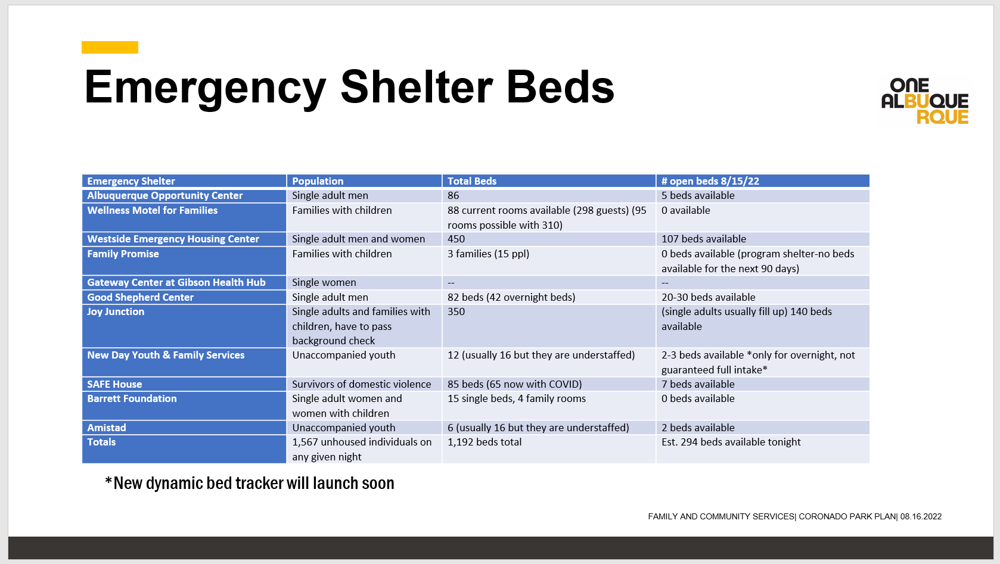 Emergency Shelter Beds
ONE
ALBUQUE
RQUE
Emergency Shelter Population Total Beds # open beds 8/15/22
Albuquerque Opportunity Center Single adult men 86 5 beds available
Wellness Motel for Families Families with children 88 current rooms available (298 guests) (95 0 available
rooms possible with 310)
Westside Emergency Housing Center Single adult men and women 450 107 beds available
Family Promise Families with children 3 families (15 ppl) 0 beds available (program shelter-no beds
available for the next 90 days)
Gateway Center at Gibson Health Hub Single women -- --
Good Shepherd Center Single adult men 82 beds (42 overnight beds) 20-30 beds available
Joy Junction Single adults and families with 350 (single adults usually fill up) 140 beds
children, have to pass available
background check
New Day Youth & Family Services Unaccompanied youth 12 (usually 16 but they are understaffed) 2-3 beds available *only for overnight, not
guaranteed full intake*
SAFE House Survivors of domestic violence 85 beds (65 now with COVID) 7 beds available
Barrett Foundation Single adult women and 15 single beds, 4 family rooms 0 beds available
women with children
Amistad Unaccompanied youth 6 (usually 16 but they are understaffed) 2 beds available
Totals 1,567 unhoused individuals on 1,192 beds total Est. 294 beds available tonight
any given night
*New dynamic bed tracker will launch soon
FAMILY AND COMMUNITY SERVICES| CORONADO PARK PLAN| 08.16.2022